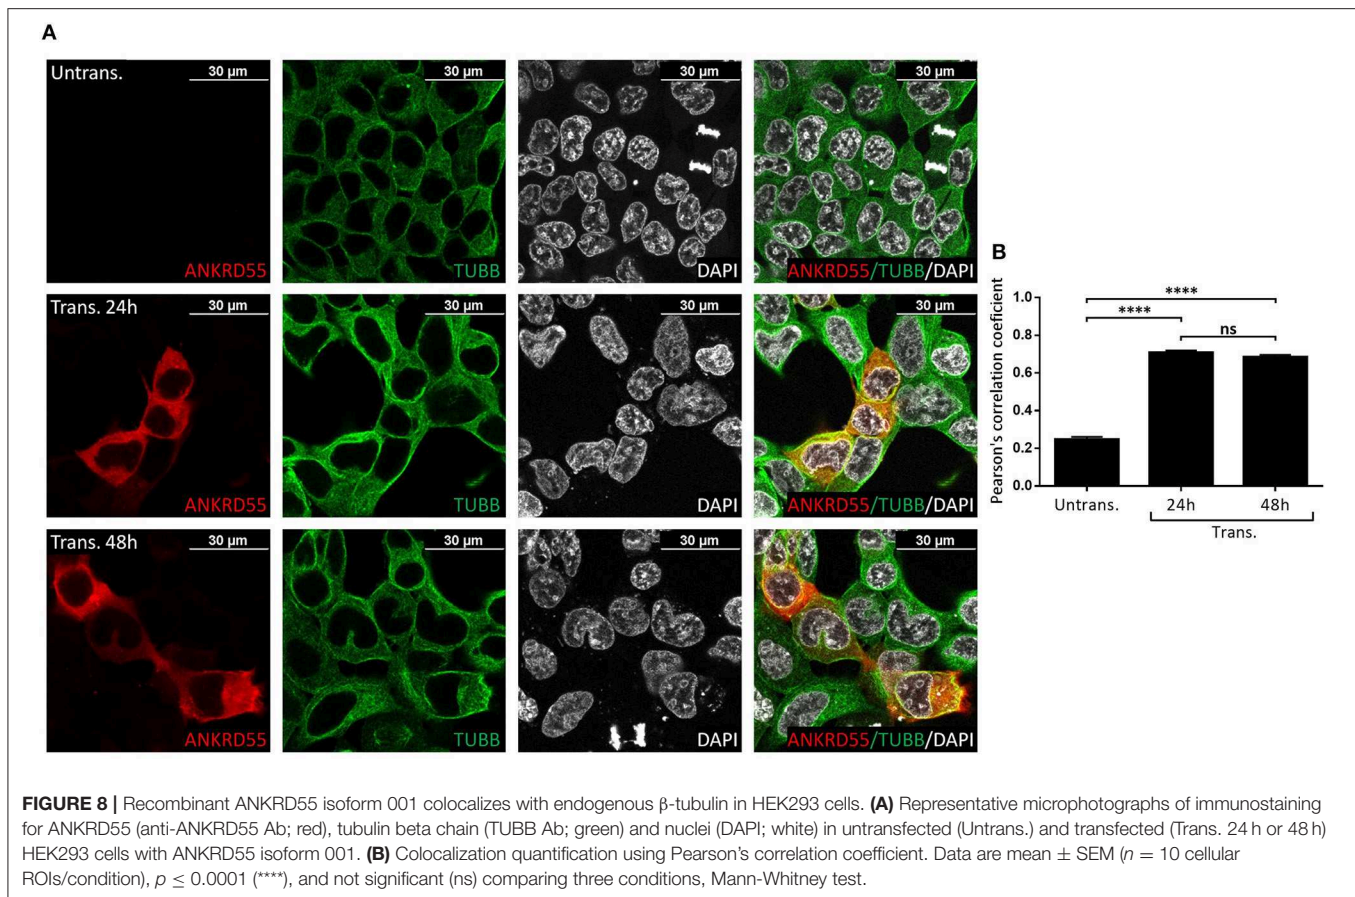 A
Untrans.
30 µm
ANKRD55
30 µm
TUBB
30 µm
DAPI
30 µm
ANKRD55/TUBB/DAPI
Trans. 24h
30 µm
ANKRD55
30 µm
TUBB
30 µm
DAPI
30 µm
ANKRD55/TUBB/DAPI
Trans. 48h
30 µm
ANKRD55
30 µm
TUBB
30 µm
DAPI
30 µm
ANKRD55/TUBB/DAPI
B
Pearson's correlation coeficient
1.0
0.8
0.6
0.4
0.2
0.0
****
****
ns
Untrans.
24h
48h
Trans.
FIGURE 8 | Recombinant ANKRD55 isoform 001 colocalizes with endogenous β-tubulin in HEK293 cells. (A) Representative microphotographs of immunostaining
for ANKRD55 (anti-ANKRD55 Ab; red), tubulin beta chain (TUBB Ab; green) and nuclei (DAPI; white) in untransfected (Untrans.) and transfected (Trans. 24 h or 48 h)
HEK293 cells with ANKRD55 isoform 001. (B) Colocalization quantification using Pearson's correlation coefficient. Data are mean ± SEM (n = 10 cellular
ROIs/condition), p ≤ 0.0001 (****), and not significant (ns) comparing three conditions, Mann-Whitney test.